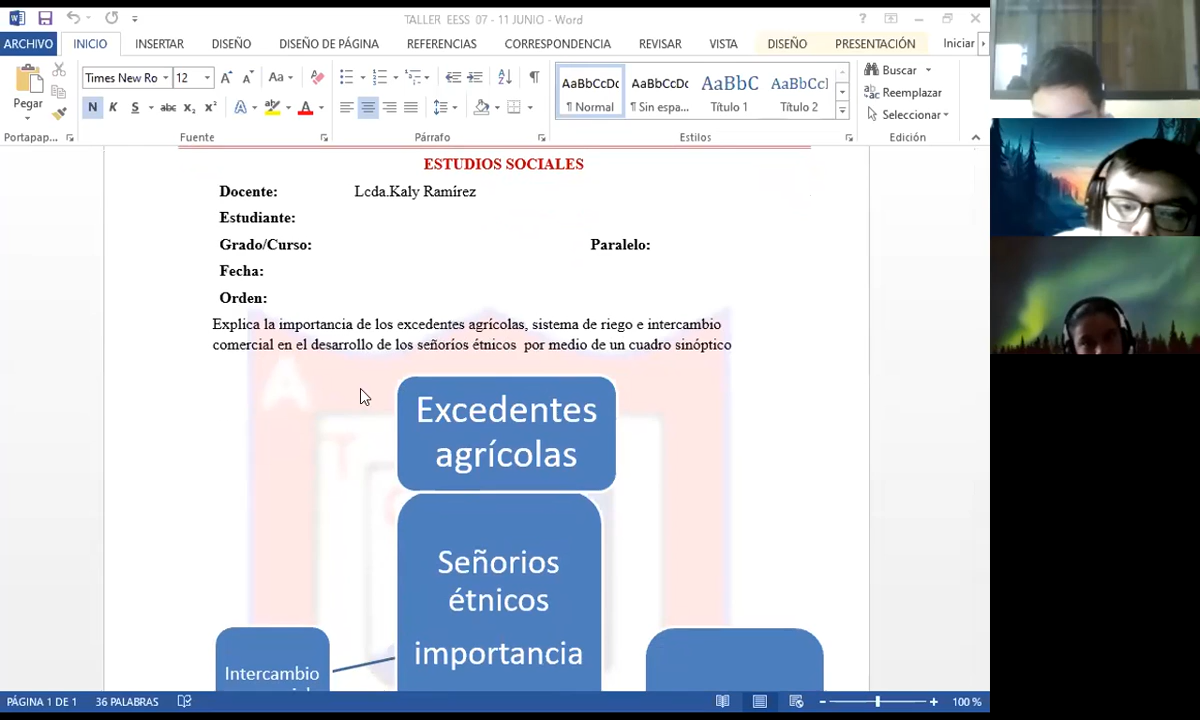 TALLER EESS 07 - 11 JUNIO - Word
ARCHIVO INICIO INSERTAR DISEÑO DISEÑO DE PÁGINA REFERENCIAS CORRESPONDENCIA REVISAR VISTA DISEÑO PRESENTACIÓN Iniciar
Times New Ro 12 Aa
AaBbCcDc AaBbCcDc AaBbC AaBbCcl
¶ Normal ¶ Sin espa... Título 1 Título 2
Buscar
Reemplazar
Seleccionar
Pegar
N K S abc x₂ x² A A
Portapap... Fuente Párrafo Estilos Edición
ESTUDIOS SOCIALES
Docente: Lcda.Kaly Ramírez
Estudiante:
Grado/Curso: Paralelo:
Fecha:
Orden:
Explica la importancia de los excedentes agrícolas, sistema de riego e intercambio
comercial en el desarrollo de los señoríos étnicos por medio de un cuadro sinóptico
Excedentes
agrícolas
Señorios
étnicos
importancia
Intercambio
PÁGINA 1 DE 1 36 PALABRAS 100 %